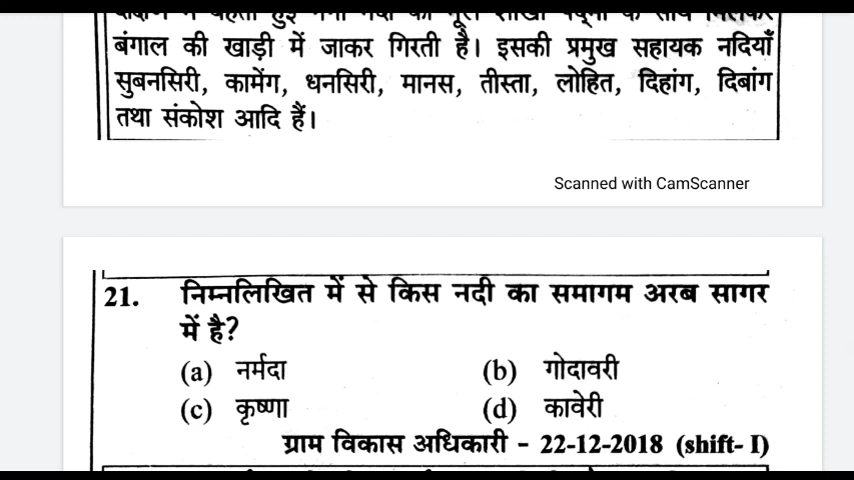 बंगाल की खाड़ी में जाकर गिरती है। इसकी प्रमुख सहायक नदियाँ
सुबनसिरी, कामेंग, धनसिरी, मानस, तीस्ता, लोहित, दिहांग, दिबांग
तथा संकोश आदि हैं।
Scanned with CamScanner
21. निम्नलिखित में से किस नदी का समागम अरब सागर
में है?
(a) नर्मदा (b) गोदावरी
(c) कृष्णा (d) कावेरी
ग्राम विकास अधिकारी - 22-12-2018 (shift- I)